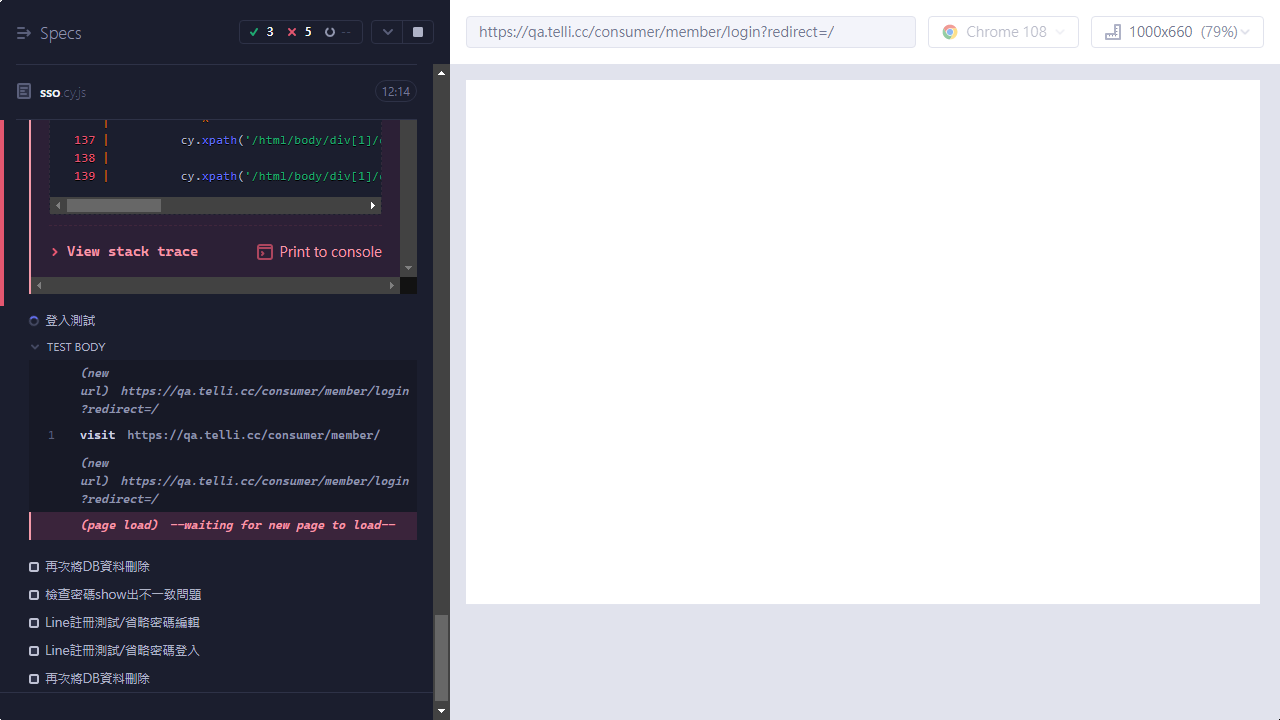 Specs
3 5 --
https://qa.telli.cc/consumer/member/login?redirect=/
Chrome 108
1000x660 (79%)
sso.cy.js
12:14
137 | cy.xpath('/html/body/div[1]/
138 |
139 | cy.xpath('/html/body/div[1]/
View stack trace
Print to console
登入測試
TEST BODY
(new
url) https://qa.telli.cc/consumer/member/login
?redirect=/
1 visit https://qa.telli.cc/consumer/member/
(new
url) https://qa.telli.cc/consumer/member/login
?redirect=/
(page load) --waiting for new page to load--
再次將DB資料刪除
檢查密碼show出不一致問題
Line註冊測試/省略密碼編輯
Line註冊測試/省略密碼登入
再次將DB資料刪除